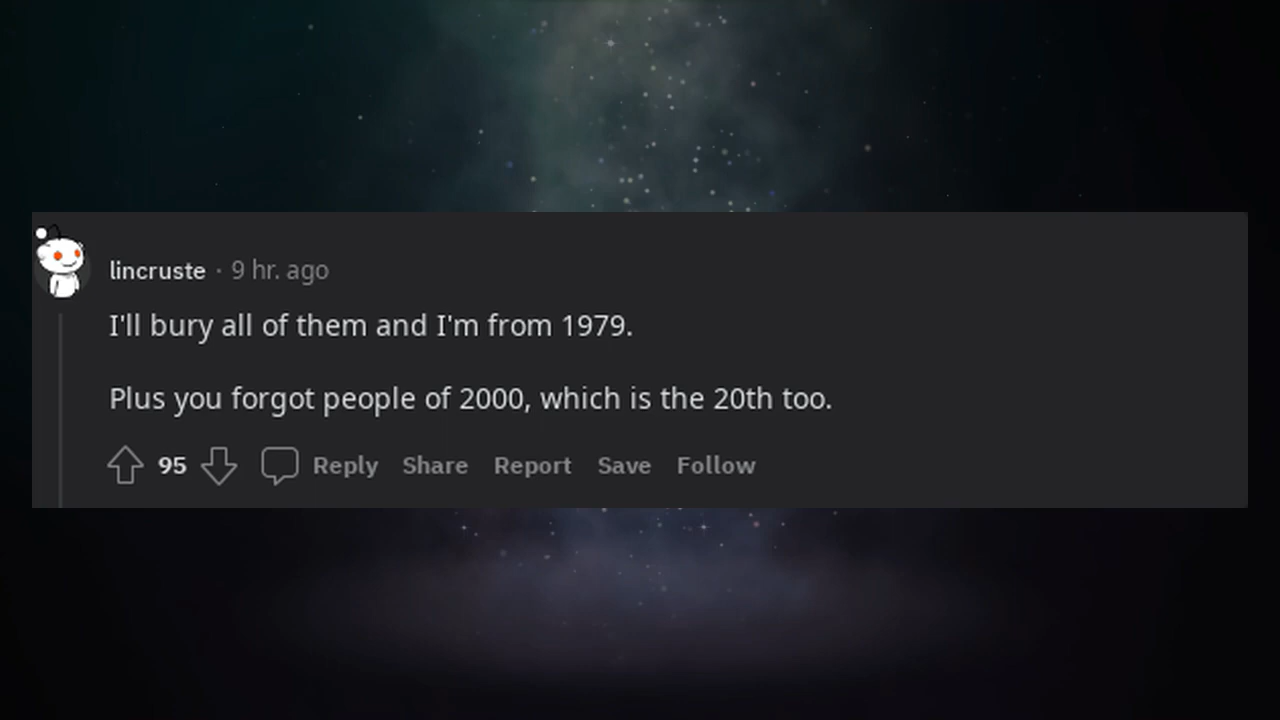 lincruste · 9 hr. ago
I'll bury all of them and I'm from 1979.
Plus you forgot people of 2000, which is the 20th too.
95 Reply Share Report Save Follow